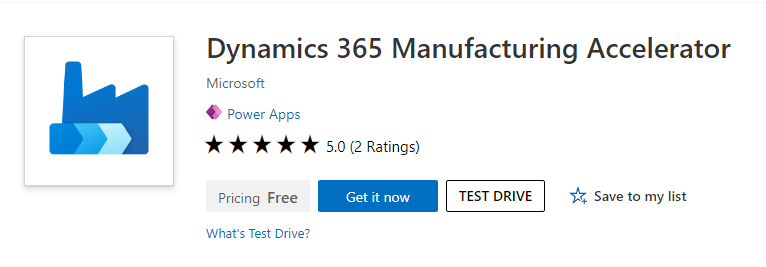 Dynamics 365 Manufacturing Accelerator
Microsoft
Power Apps
5.0 (2 Ratings)
Pricing Free
Get it now
TEST DRIVE
Save to my list
What's Test Drive?